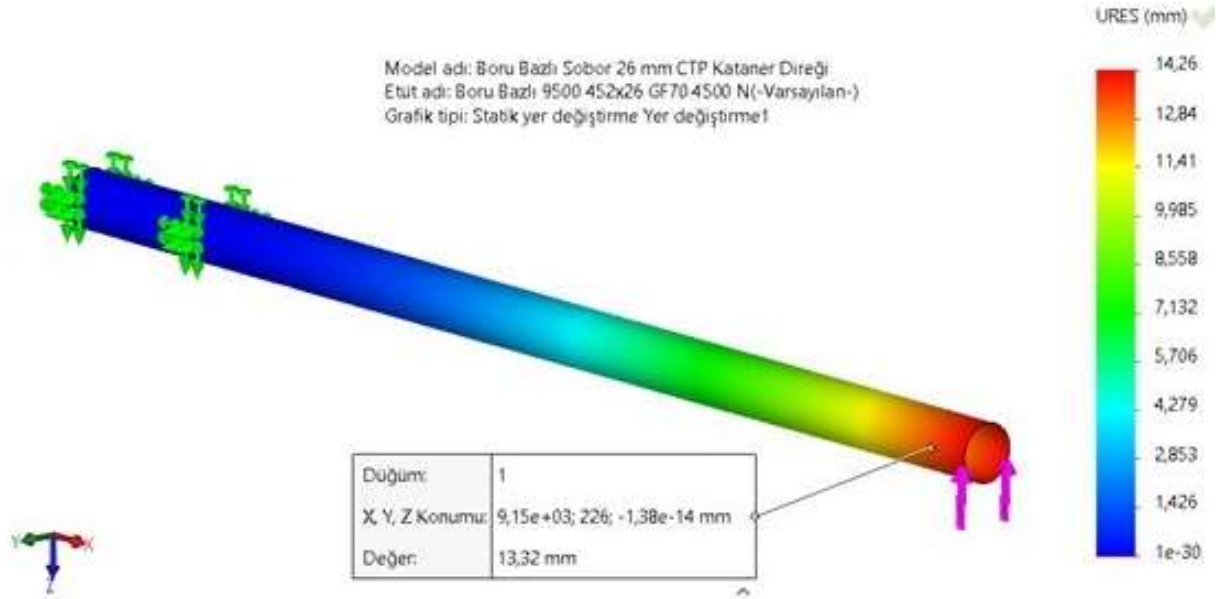 URES (mm)
Model adı: Boru Bazlı Sobor 26 mm CTP Kataner Direği
Etüt adı: Boru Bazlı 9500 452x26 GF70 4500 N(-Varsayılan-)
Grafik tipi: Statik yer değiştirme Yer değiştirme1
14,26
12,84
11,41
9,985
8,558
7,132
5,706
4,279
2,853
1,426
1e-30
Düğüm: 1
X, Y, Z Konumu: 9,15e+03; 226; -1,38e-14 mm
Değer: 13,32 mm
Y
X
Z